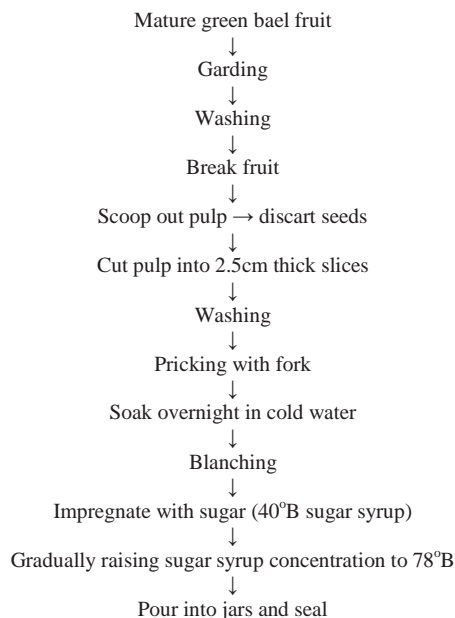 Mature green bael fruit
↓
Garding
↓
Washing
↓
Break fruit
↓
Scoop out pulp → discart seeds
↓
Cut pulp into 2.5cm thick slices
↓
Washing
↓
Pricking with fork
↓
Soak overnight in cold water
↓
Blanching
↓
Impregnate with sugar (40°B sugar syrup)
↓
Gradually raising sugar syrup concentration to 78°B
↓
Pour into jars and seal